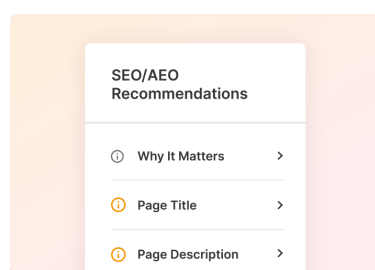 SEO/AEO
Recommendations
Why It Matters
Page Title
Page Description